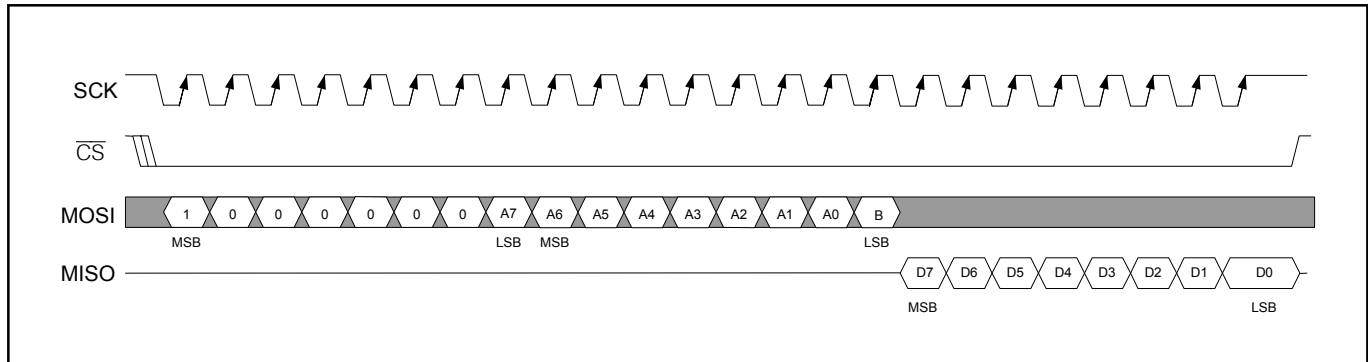 SCK
CS
MOSI 1 0 0 0 0 0 0 A7 A6 A5 A4 A3 A2 A1 A0 B
MSB LSB MSB LSB
MISO D7 D6 D5 D4 D3 D2 D1 D0
MSB LSB